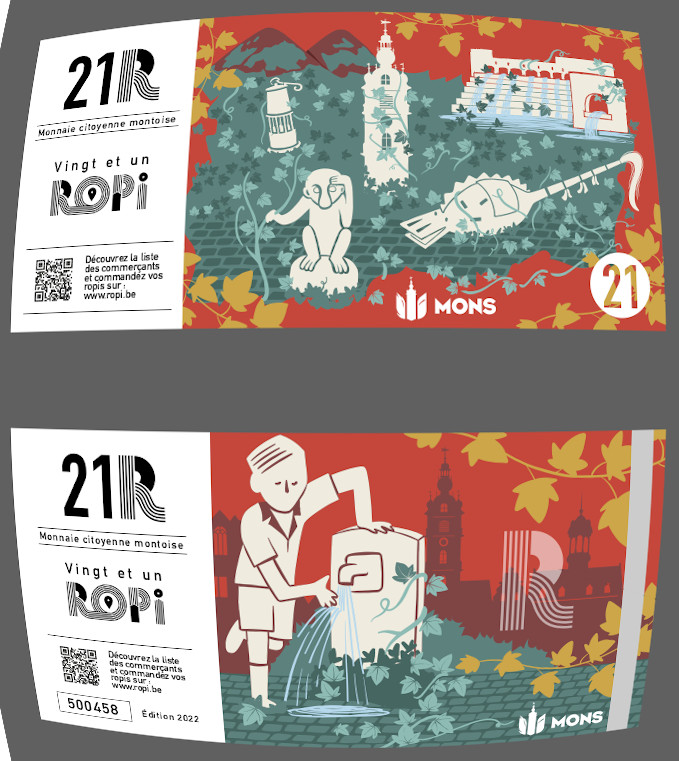 21R
Monnaie citoyenne montoise
Vingt et un
ROPi
Découvrez la liste
des commerçants
et commandez vos
ropis sur :
www.ropi.be
MONS
21
21R
Monnaie citoyenne montoise
Vingt et un
ROPi
Découvrez la liste
des commerçants
et commandez vos
ropis sur :
www.ropi.be
500458
Édition 2022
R
MONS